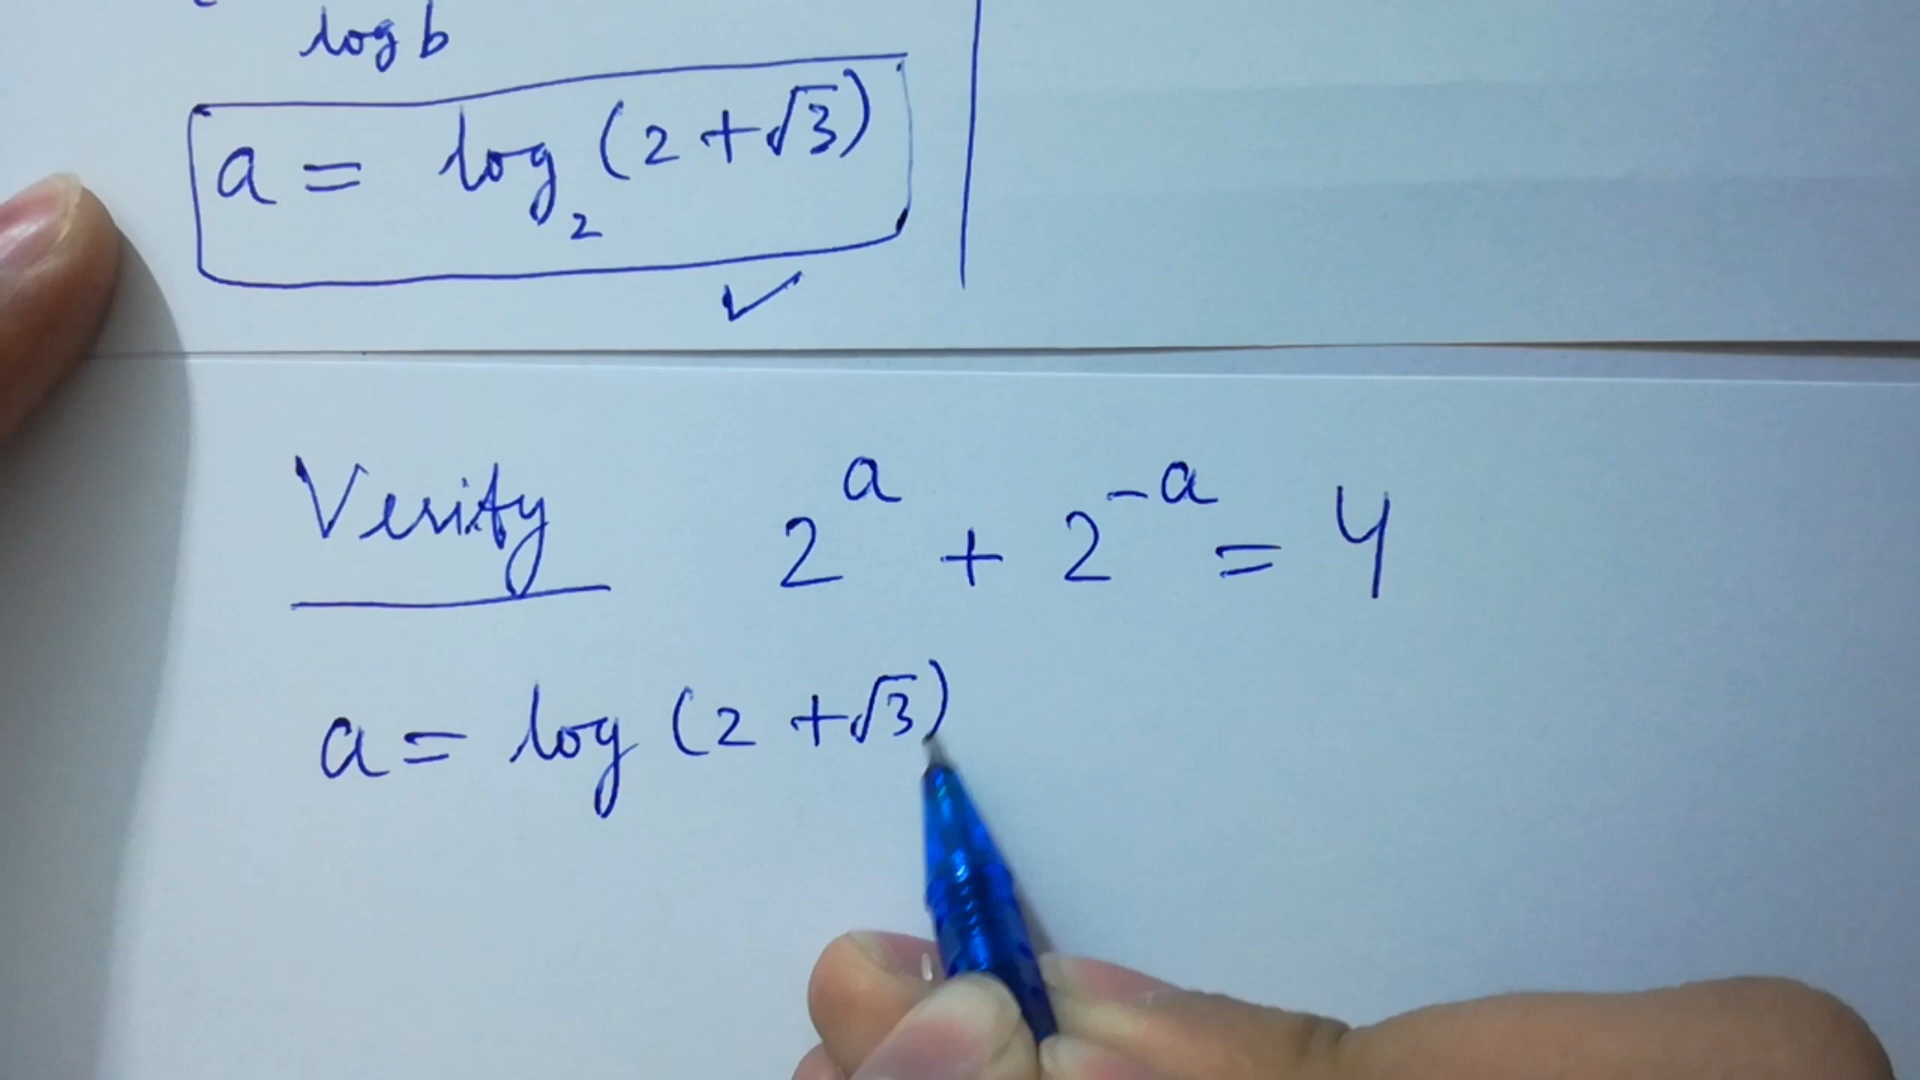 log b
a = log₂ (2 + √3)
✓
Verify 2^a + 2^-a = 4
a = log (2 + √3)